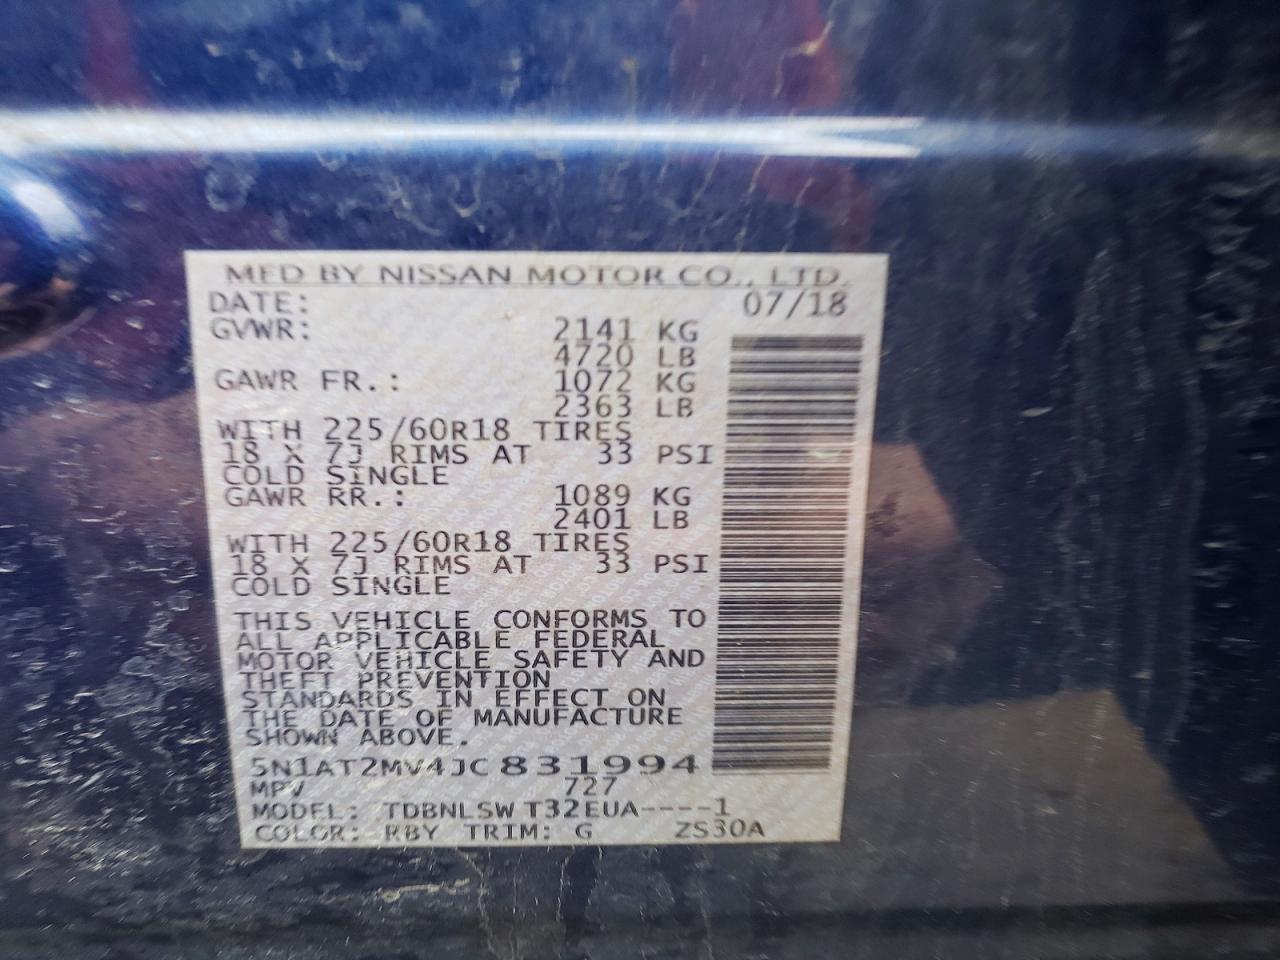 MFD BY NISSAN MOTOR CO., LTD.
DATE: 07/18
GVWR: 2141 KG
4720 LB
GAWR FR.: 1072 KG
2363 LB
WITH 225/60R18 TIRES
18 X 7J RIMS AT 33 PSI
COLD SINGLE
GAWR RR.: 1089 KG
2401 LB
WITH 225/60R18 TIRES
18 X 7J RIMS AT 33 PSI
COLD SINGLE
THIS VEHICLE CONFORMS TO
ALL APPLICABLE FEDERAL
MOTOR VEHICLE SAFETY AND
THEFT PREVENTION
STANDARDS IN EFFECT ON
THE DATE OF MANUFACTURE
SHOWN ABOVE.
5N1AT2MV4JC831994
MPV 727
MODEL: TDBNLSW T32EUA----1
COLOR: RBY TRIM: G ZS30A